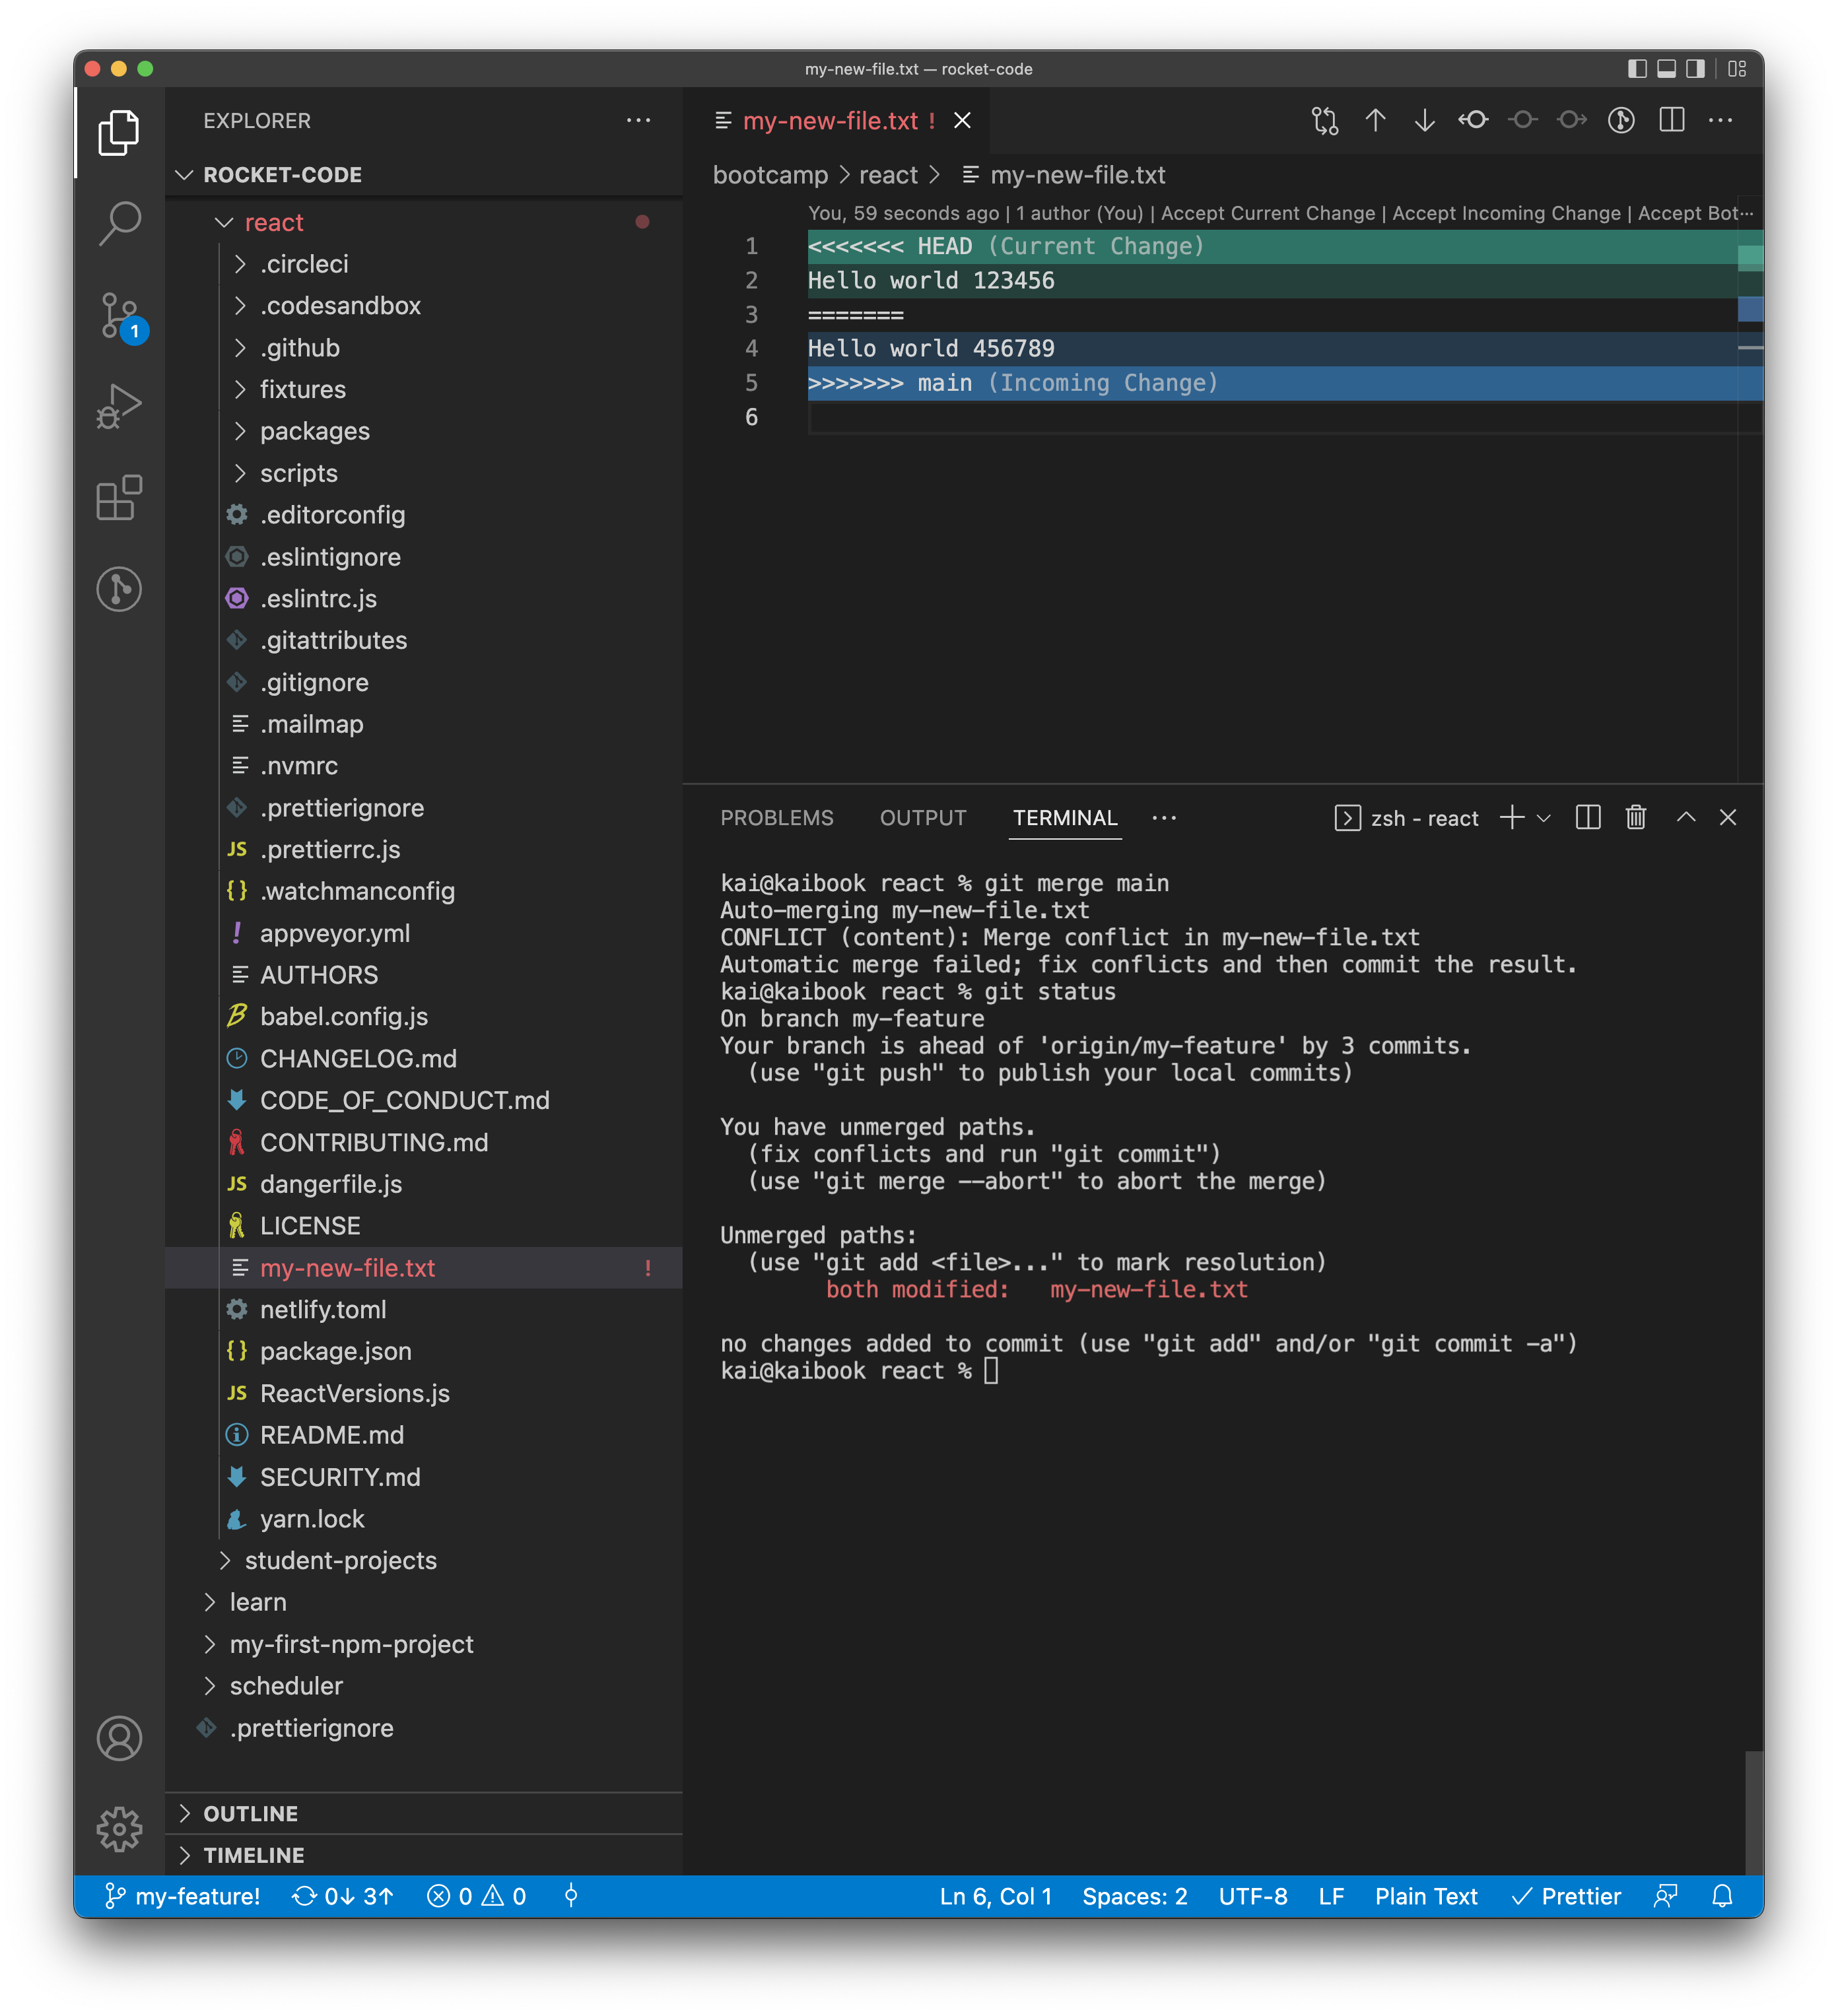 my-new-file.txt — rocket-code
EXPLORER
ROCKET-CODE
react
.circleci
.codesandbox
.github
fixtures
packages
scripts
.editorconfig
.eslintignore
.eslintrc.js
.gitattributes
.gitignore
.mailmap
.nvmrc
.prettierignore
JS .prettierrc.js
{} .watchmanconfig
! appveyor.yml
AUTHORS
babel.config.js
CHANGELOG.md
CODE_OF_CONDUCT.md
CONTRIBUTING.md
JS dangerfile.js
LICENSE
my-new-file.txt !
netlify.toml
{} package.json
JS ReactVersions.js
README.md
SECURITY.md
yarn.lock
student-projects
learn
my-first-npm-project
scheduler
.prettierignore
OUTLINE
TIMELINE
1
my-new-file.txt !
bootcamp > react > my-new-file.txt
You, 59 seconds ago | 1 author (You) | Accept Current Change | Accept Incoming Change | Accept Bot…
1 <<<<<<< HEAD (Current Change)
2 Hello world 123456
3 =======
4 Hello world 456789
5 >>>>>>> main (Incoming Change)
6
PROBLEMS OUTPUT TERMINAL ··· zsh - react
kai@kaibook react % git merge main
Auto-merging my-new-file.txt
CONFLICT (content): Merge conflict in my-new-file.txt
Automatic merge failed; fix conflicts and then commit the result.
kai@kaibook react % git status
On branch my-feature
Your branch is ahead of 'origin/my-feature' by 3 commits.
(use "git push" to publish your local commits)
You have unmerged paths.
(fix conflicts and run "git commit")
(use "git merge --abort" to abort the merge)
Unmerged paths:
(use "git add <file>..." to mark resolution)
both modified: my-new-file.txt
no changes added to commit (use "git add" and/or "git commit -a")
kai@kaibook react %
my-feature! 0↓ 3↑ 0 0 Ln 6, Col 1 Spaces: 2 UTF-8 LF Plain Text Prettier